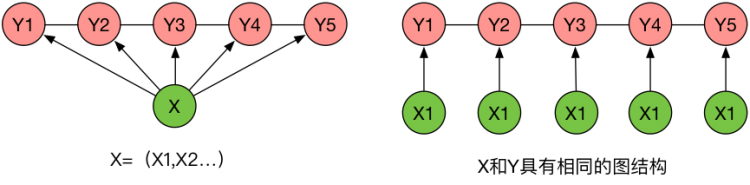 Y1 Y2 Y3 Y4 Y5 Y1 Y2 Y3 Y4 Y5
X X1 X1 X1 X1 X1
X=（X1,X2…）
X和Y具有相同的图结构